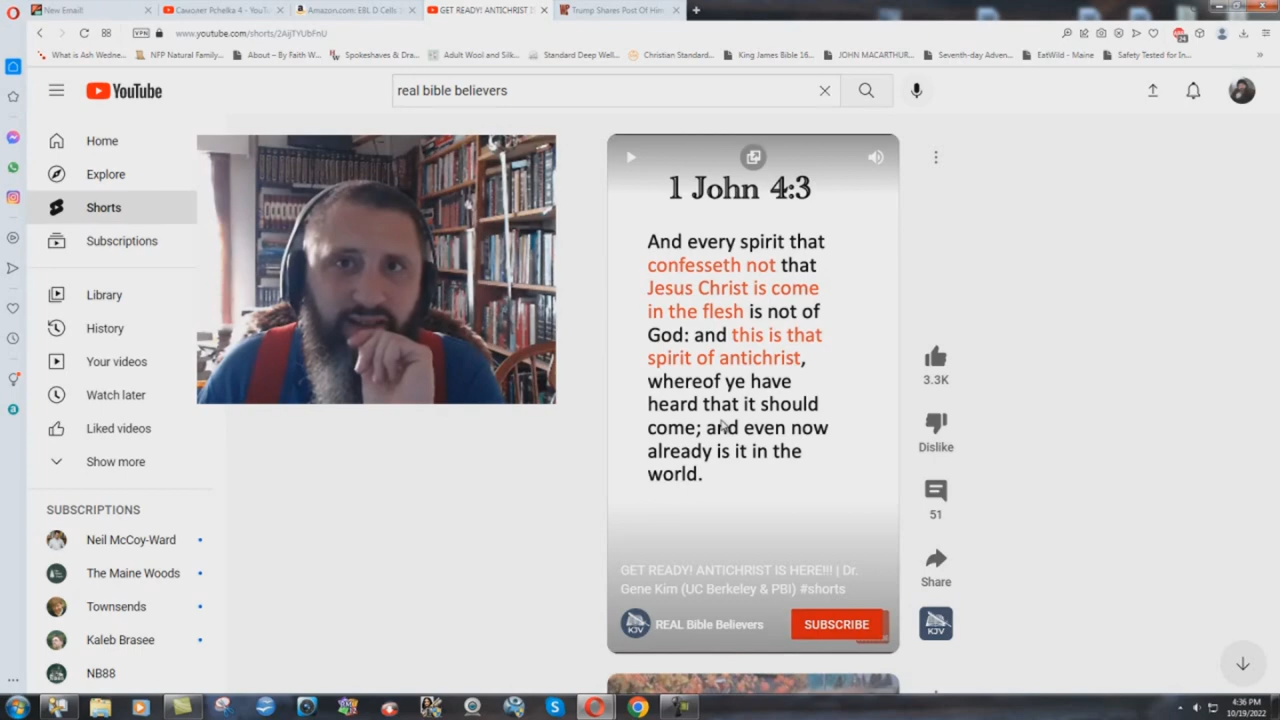 New Email!
Самолет Pchelka 4 - YouTu
Amazon.com: EBL D Cells
GET READY! ANTICHRIST IS
Trump Shares Post Of Him
88
VPN
www.youtube.com/shorts/2AijTYUbFnU
What is Ash Wedne...
NFP Natural Family...
About – By Faith W...
Spokeshaves & Dra...
Adult Wool and Silk...
Standard Deep Well...
Christian Standard...
King James Bible 16...
JOHN MACARTHUR...
Seventh-day Adven...
EatWild - Maine
Safety Tested for In...
YouTube
real bible believers
Home
Explore
Shorts
Subscriptions
Library
History
Your videos
Watch later
Liked videos
Show more
SUBSCRIPTIONS
Neil McCoy-Ward
The Maine Woods
Townsends
Kaleb Brasee
NB88
1 John 4:3
And every spirit that
confesseth not that
Jesus Christ is come
in the flesh is not of
God: and this is that
spirit of antichrist,
whereof ye have
heard that it should
come; and even now
already is it in the
world.
GET READY! ANTICHRIST IS HERE!!! | Dr.
Gene Kim (UC Berkeley & PBI) #shorts
KJV
REAL Bible Believers
SUBSCRIBE
3.3K
Dislike
51
Share
KJV
4:36 PM
10/19/2022